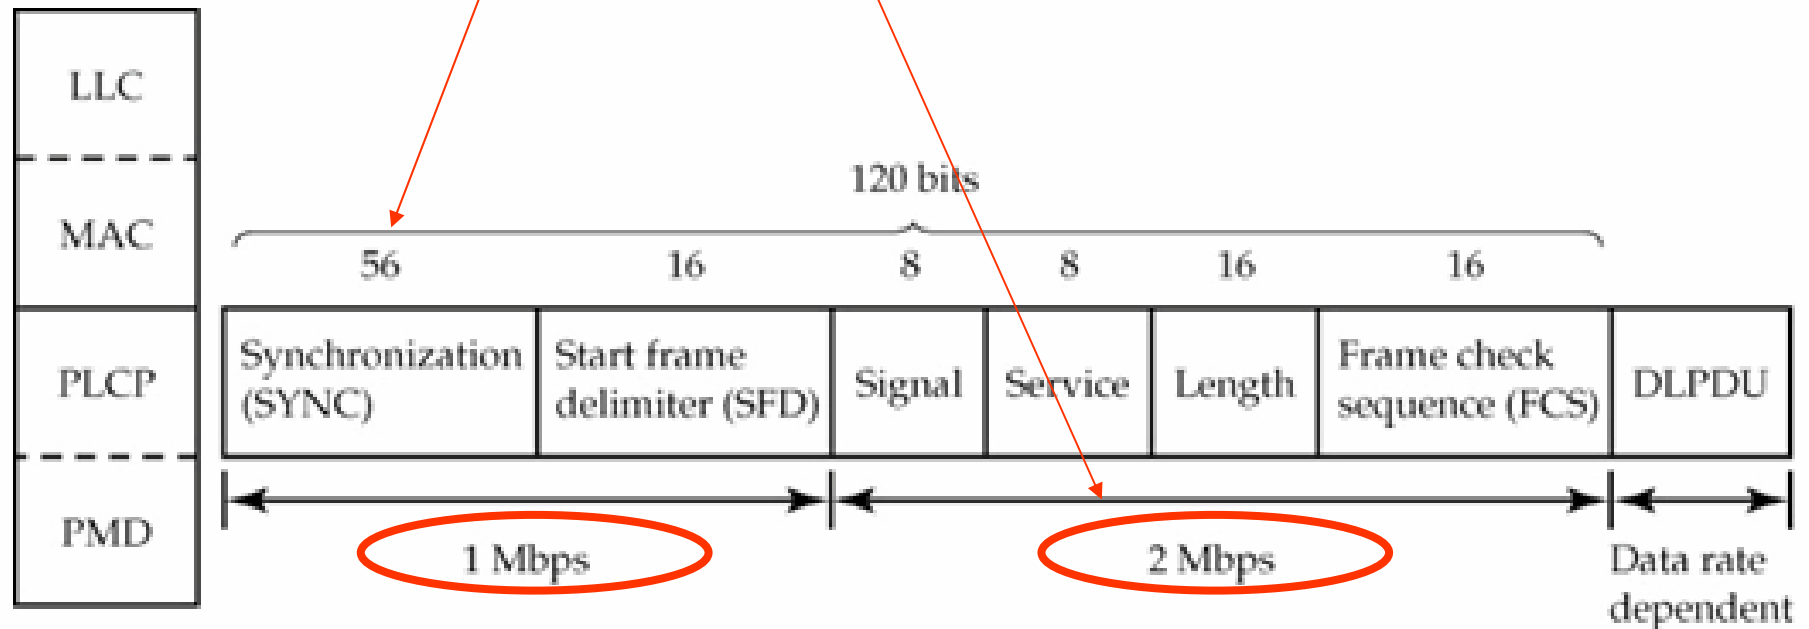 LLC
MAC
PLCP
PMD
120 bits
56 16 8 8 16 16
Synchronization
(SYNC)
Start frame
delimiter (SFD)
Signal
Service
Length
Frame check
sequence (FCS)
DLPDU
1 Mbps
2 Mbps
Data rate
dependent